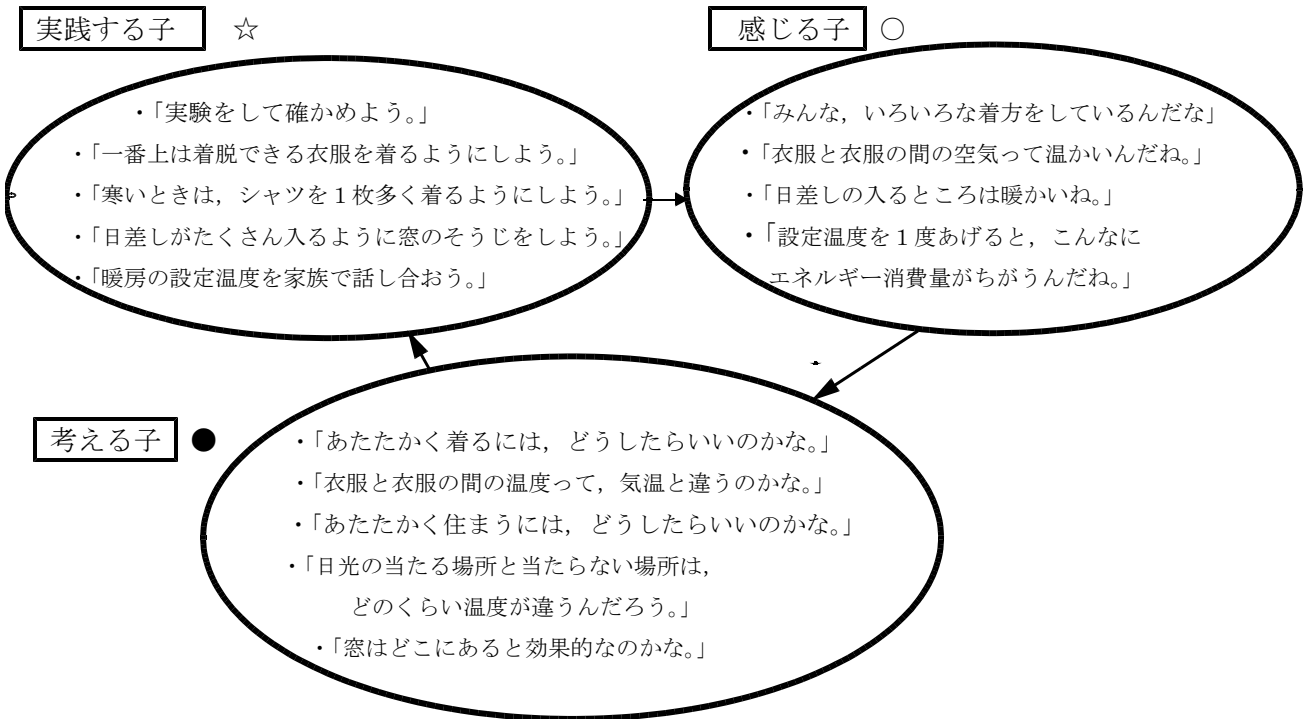 実践する子 ☆
・「実験をして確かめよう。」
・「一番上は着脱できる衣服を着るようにしよう。」
・「寒いときは，シャツを１枚多く着るようにしよう。」
・「日差しがたくさん入るように窓のそうじをしよう。」
・「暖房の設定温度を家族で話し合おう。」
感じる子 ○
・「みんな，いろいろな着方をしているんだな」
・「衣服と衣服の間の空気って温かいんだね。」
・「日差しの入るところは暖かいね。」
・「設定温度を１度あげると，こんなに
エネルギー消費量がちがうんだね。」
考える子 ●
・「あたたかく着るには，どうしたらいいのかな。」
・「衣服と衣服の間の温度って，気温と違うのかな。」
・「あたたかく住まうには，どうしたらいいのかな。」
・「日光の当たる場所と当たらない場所は，
どのくらい温度が違うんだろう。」
・「窓はどこにあると効果的なのかな。」